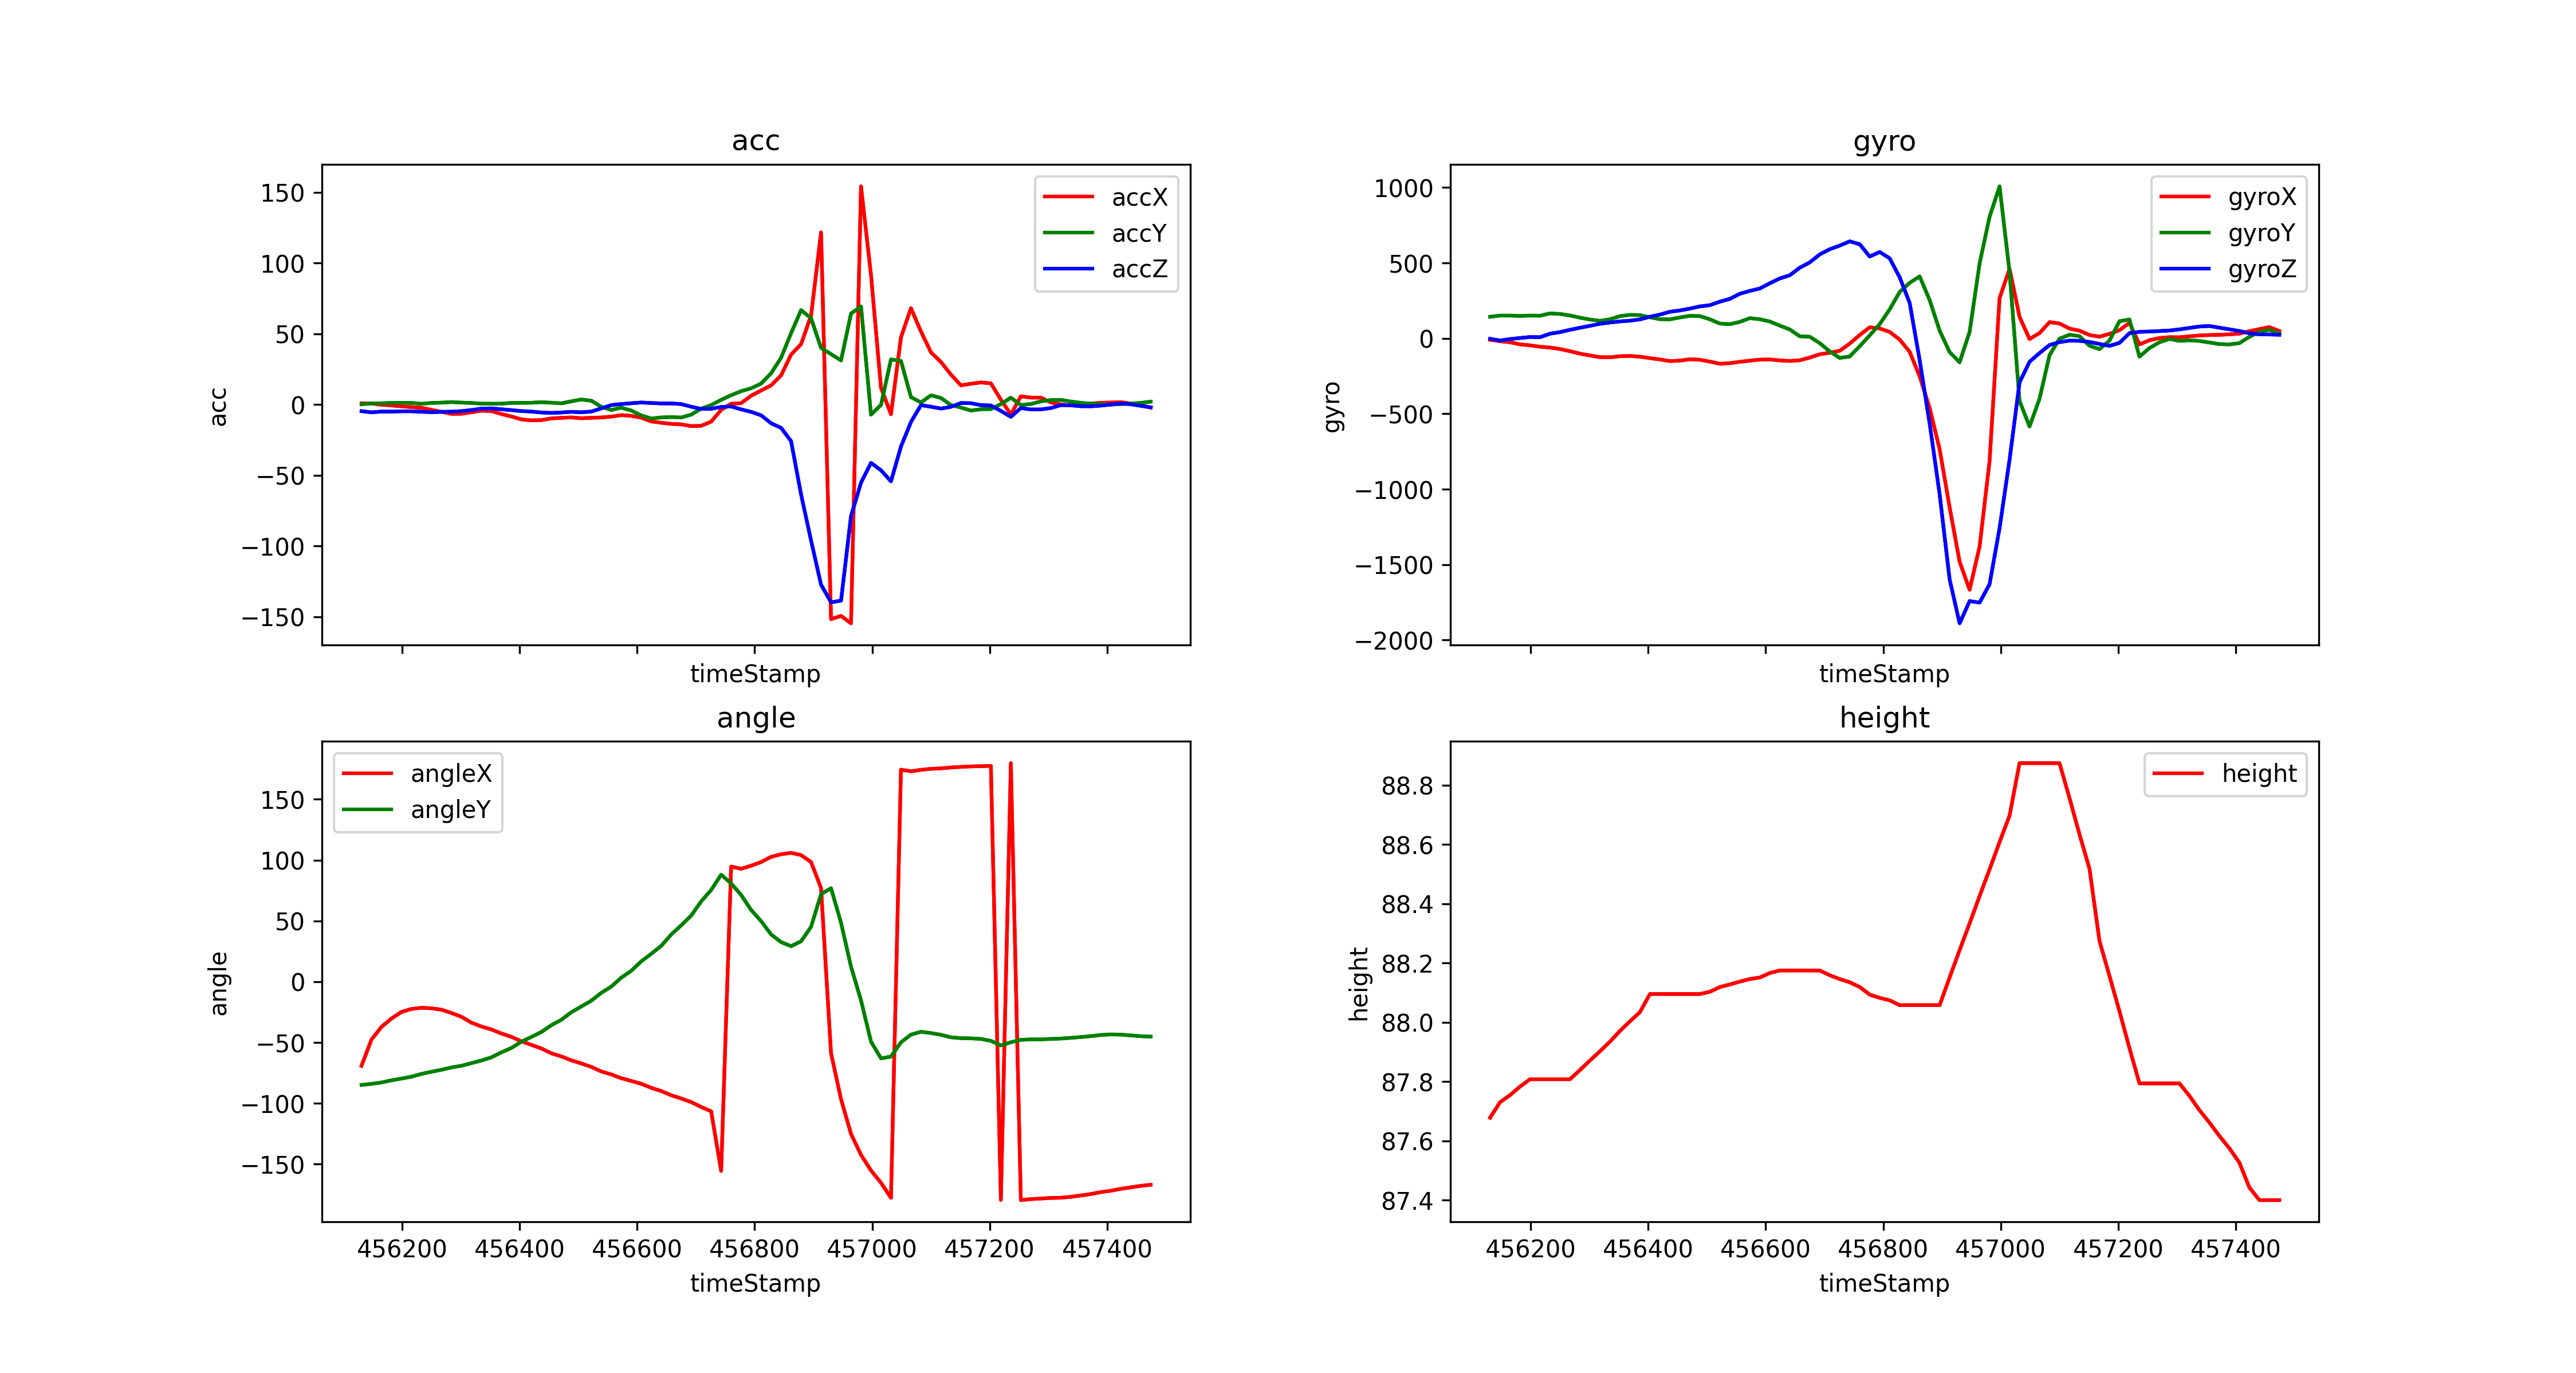 acc
150
100
50
0
−50
−100
−150
acc
timeStamp
accX
accY
accZ
gyro
1000
500
0
−500
−1000
−1500
−2000
gyro
timeStamp
gyroX
gyroY
gyroZ
angle
angleX
angleY
150
100
50
0
−50
−100
−150
angle
456200 456400 456600 456800 457000 457200 457400
timeStamp
height
height
88.8
88.6
88.4
88.2
88.0
87.8
87.6
87.4
height
456200 456400 456600 456800 457000 457200 457400
timeStamp